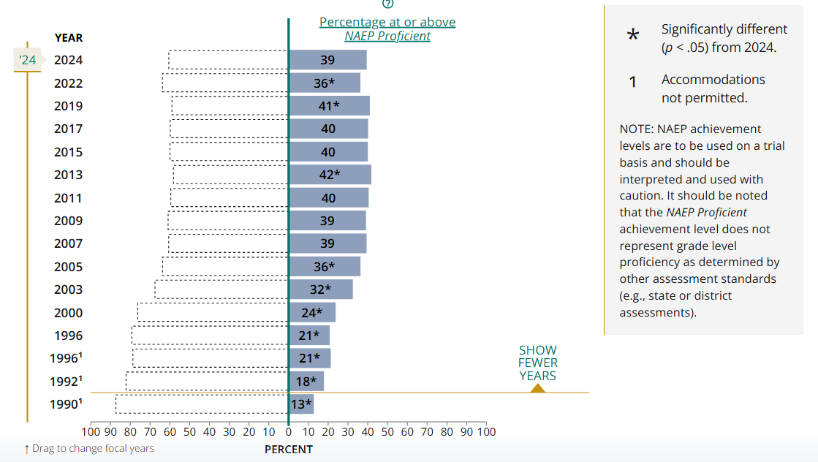 ?
Percentage at or above
NAEP Proficient
YEAR
'24 2024 39
2022 36*
2019 41*
2017 40
2015 40
2013 42*
2011 40
2009 39
2007 39
2005 36*
2003 32*
2000 24*
1996 21*
1996¹ 21*
1992¹ 18*
1990¹ 13*
SHOW
FEWER
YEARS
100 90 80 70 60 50 40 30 20 10 0 10 20 30 40 50 60 70 80 90 100
↑ Drag to change focal years
PERCENT
* Significantly different
(p < .05) from 2024.
1 Accommodations
not permitted.
NOTE: NAEP achievement
levels are to be used on a trial
basis and should be
interpreted and used with
caution. It should be noted
that the NAEP Proficient
achievement level does not
represent grade level
proficiency as determined by
other assessment standards
(e.g., state or district
assessments).